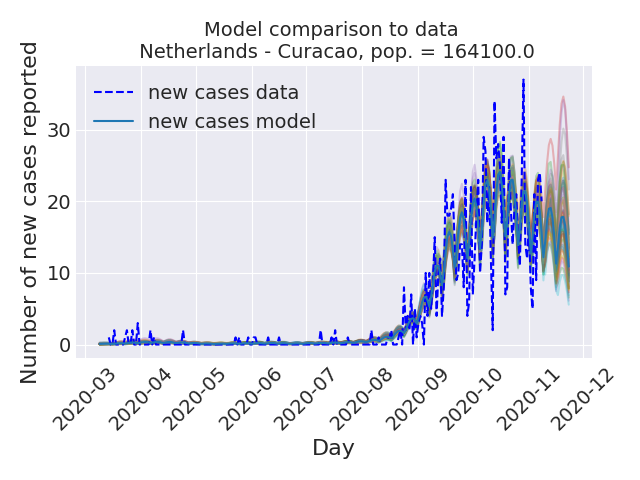 Model comparison to data
Netherlands - Curacao, pop. = 164100.0
Number of new cases reported
30
20
10
0
new cases data
new cases model
2020-03
2020-04
2020-05
2020-06
2020-07
2020-08
2020-09
2020-10
2020-11
2020-12
Day